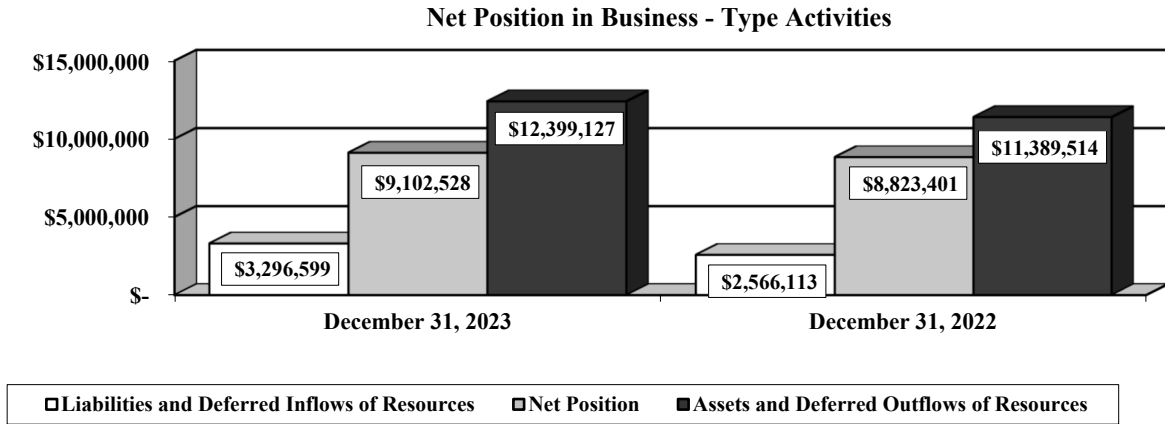 Net Position in Business - Type Activities
$15,000,000
$10,000,000
$5,000,000
$-
$3,296,599
$9,102,528
$12,399,127
$2,566,113
$8,823,401
$11,389,514
December 31, 2023
December 31, 2022
Liabilities and Deferred Inflows of Resources
Net Position
Assets and Deferred Outflows of Resources